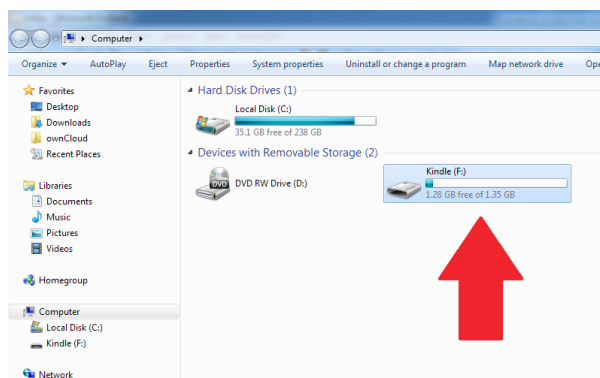 Computer
Organize AutoPlay Eject Properties System properties Uninstall or change a program Map network drive Ope
Favorites
Desktop
Downloads
ownCloud
Recent Places
Libraries
Documents
Music
Pictures
Videos
Homegroup
Computer
Local Disk (C:)
Kindle (F:)
Network
Hard Disk Drives (1)
Local Disk (C:)
35.1 GB free of 238 GB
Devices with Removable Storage (2)
DVD
DVD RW Drive (D:)
Kindle (F:)
1.28 GB free of 1.35 GB